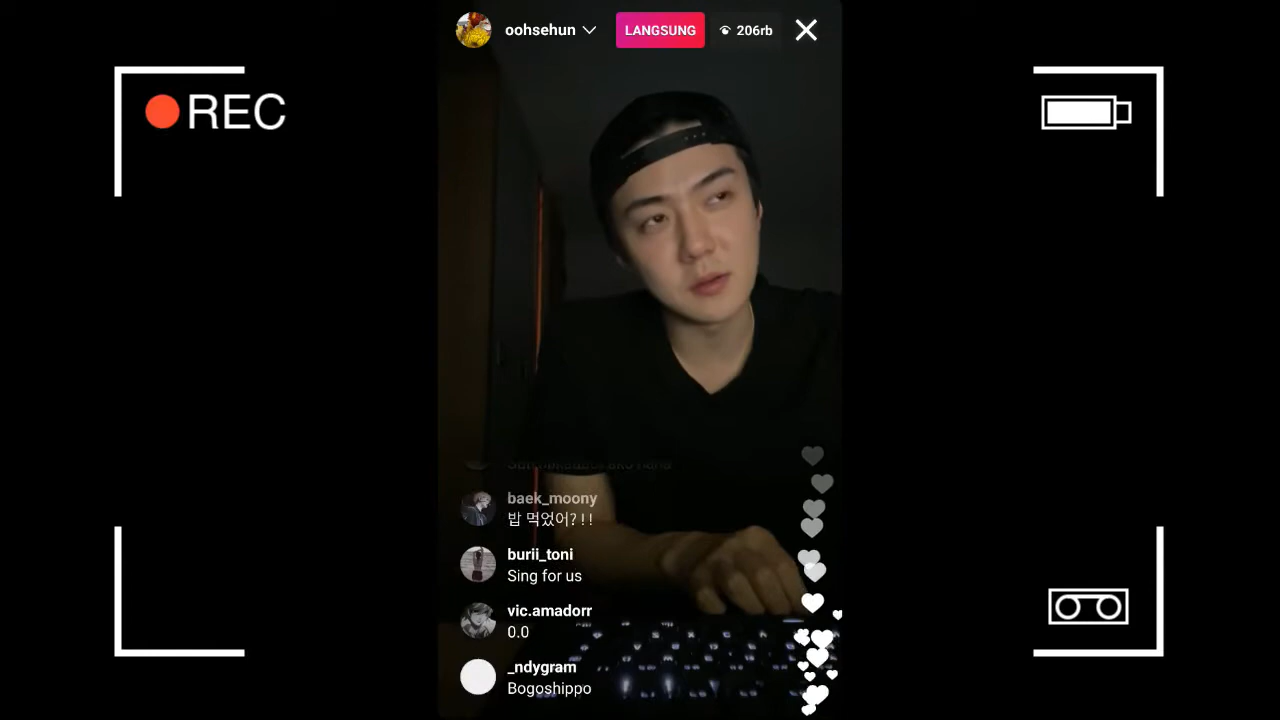 oohsehun
LANGSUNG
206rb
REC
baek_moony
밥 먹었어? ! !
burii_toni
Sing for us
vic.amadorr
0.0
_ndygram
Bogoshippo